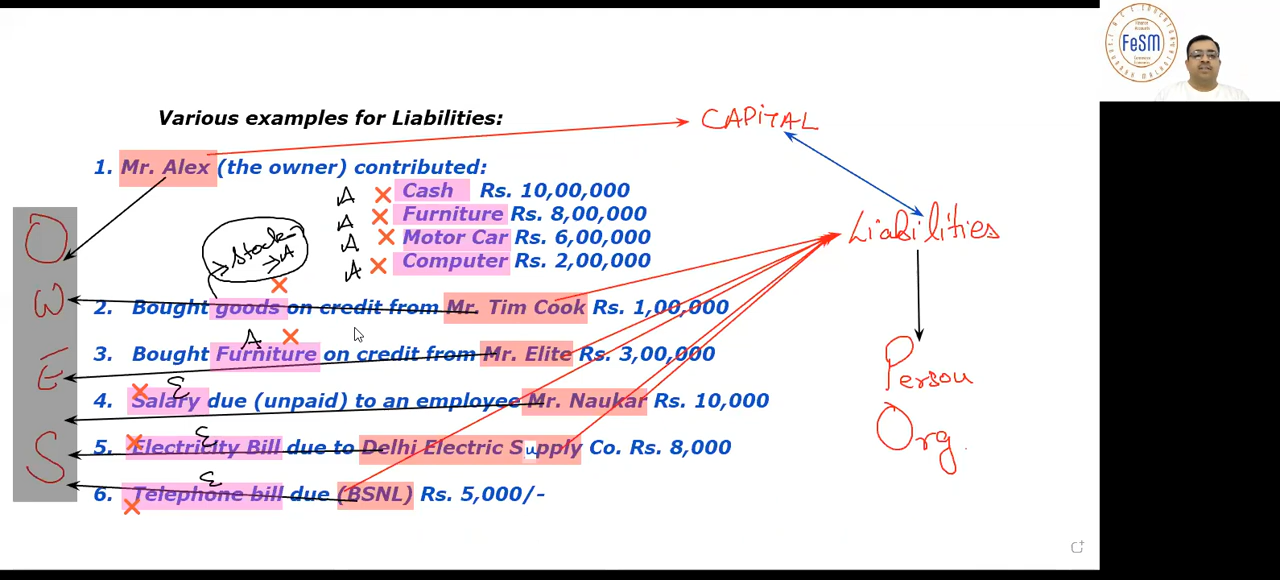 FeSM
Various examples for Liabilities:
CAPITAL
1. Mr. Alex (the owner) contributed:
A × Cash Rs. 10,00,000
A × Furniture Rs. 8,00,000
A × Motor Car Rs. 6,00,000
A × Computer Rs. 2,00,000
Stock
A
Liabilities
2. Bought goods on credit from Mr. Tim Cook Rs. 1,00,000
A
3. Bought Furniture on credit from Mr. Elite Rs. 3,00,000
E
4. Salary due (unpaid) to an employee Mr. Naukar Rs. 10,000
E
5. Electricity Bill due to Delhi Electric Supply Co. Rs. 8,000
E
6. Telephone bill due (BSNL) Rs. 5,000/-
O
W
E
S
Person
Org.